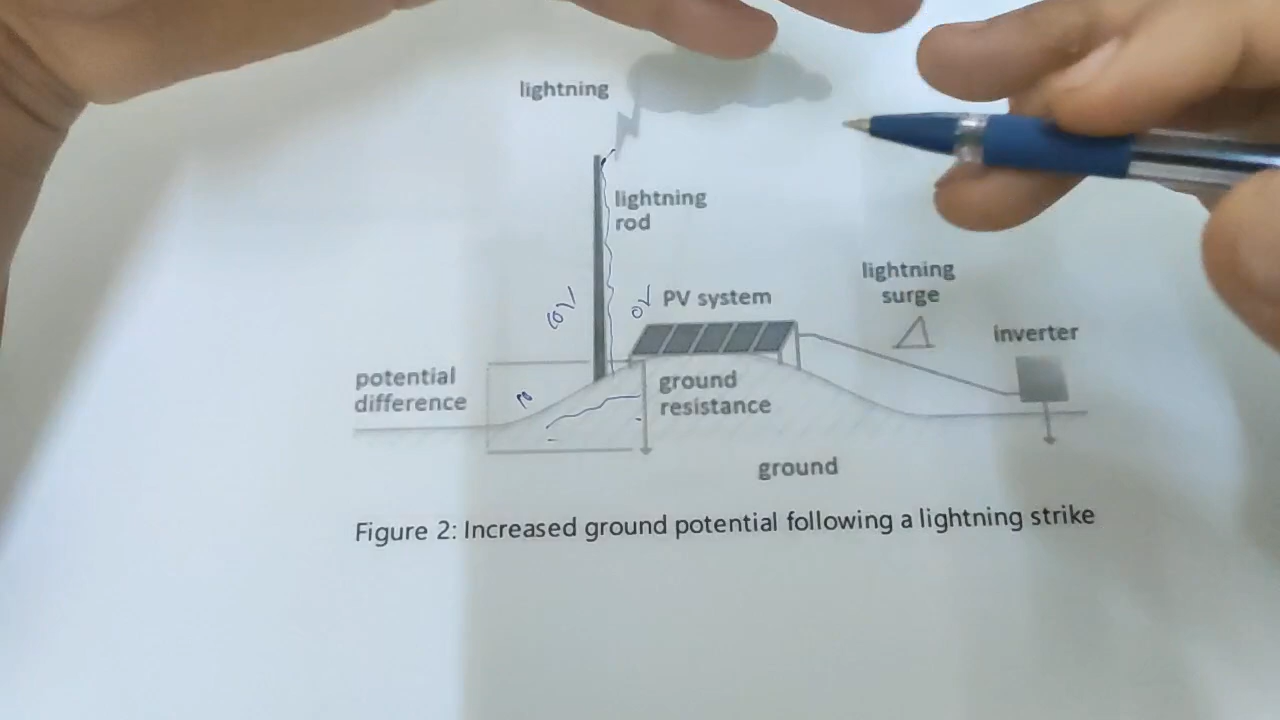 lightning
lightning
rod
lightning
surge
PV system
0V
inverter
potential
difference
ground
resistance
ground
Figure 2: Increased ground potential following a lightning strike